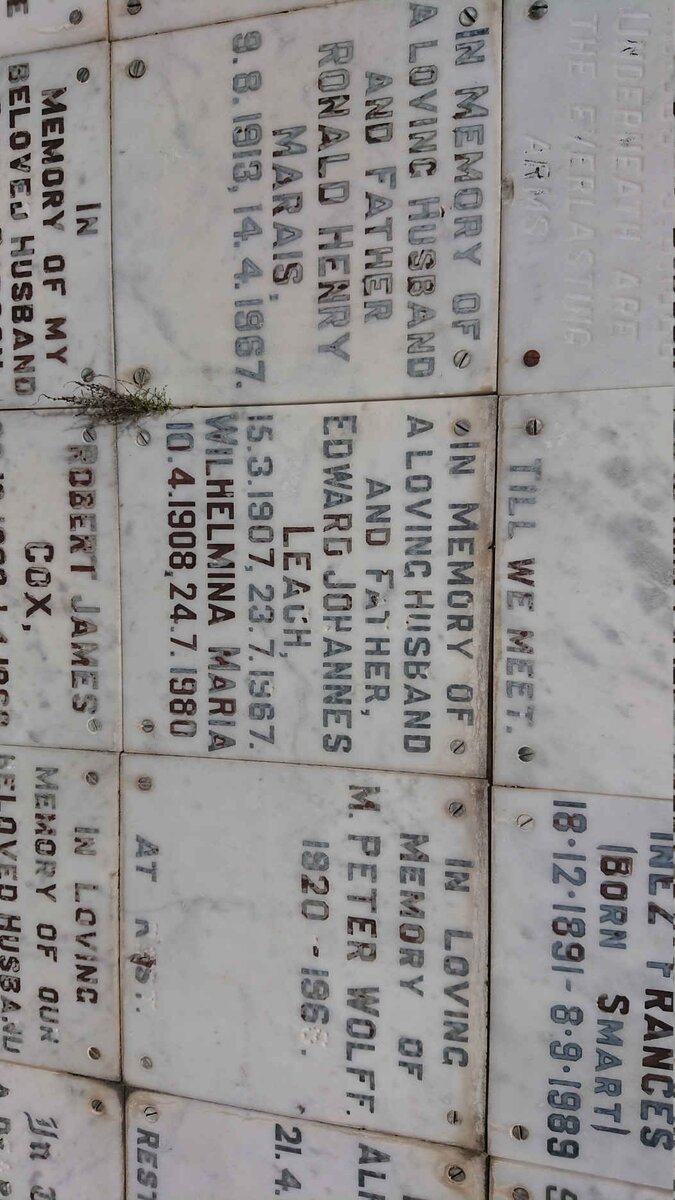 UNDERNEATH ARE
THE EVERLASTING
ARMS
TILL WE MEET.
INEZ FRANCES
(BORN SMART)
18·12·1891-8·9·1989
IN MEMORY OF
A LOVING HUSBAND
AND FATHER
RONALD HENRY
MARAIS,
9.8.1913, 14.4.1967.
IN MEMORY OF
A LOVING HUSBAND
AND FATHER,
EDWARD JOHANNES
LEACH,
15.3.1907, 23.7.1967.
WILHELMINA MARIA
10.4.1908, 24.7.1980
IN LOVING
MEMORY OF
M. PETER WOLFF.
1920 -
AT
21.4.
REST
IN
MEMORY OF MY
BELOVED HUSBAND
ROBERT JAMES
COX,
IN LOVING
MEMORY OF OUR
BELOVED HUSBAND
In